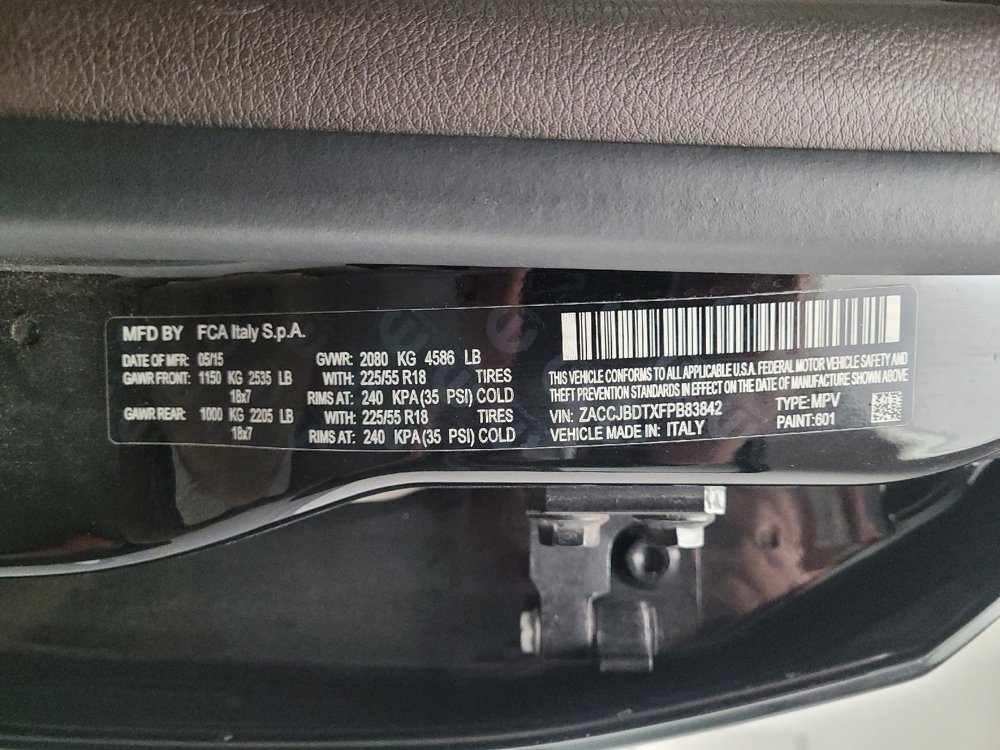 MFD BY FCA Italy S.p.A.
DATE OF MFR: 05/15 GVWR: 2080 KG 4586 LB
GAWR FRONT: 1150 KG 2535 LB WITH: 225/55 R18 TIRES
18x7 RIMS AT: 240 KPA(35 PSI) COLD
GAWR REAR: 1000 KG 2205 LB WITH: 225/55 R18 TIRES
18x7 RIMS AT: 240 KPA(35 PSI) COLD
THIS VEHICLE CONFORMS TO ALL APPLICABLE U.S.A. FEDERAL MOTOR VEHICLE SAFETY AND
THEFT PREVENTION STANDARDS IN EFFECT ON THE DATE OF MANUFACTURE SHOWN ABOVE
VIN: ZACCJBDTXFPB83842 TYPE: MPV
VEHICLE MADE IN: ITALY PAINT:601